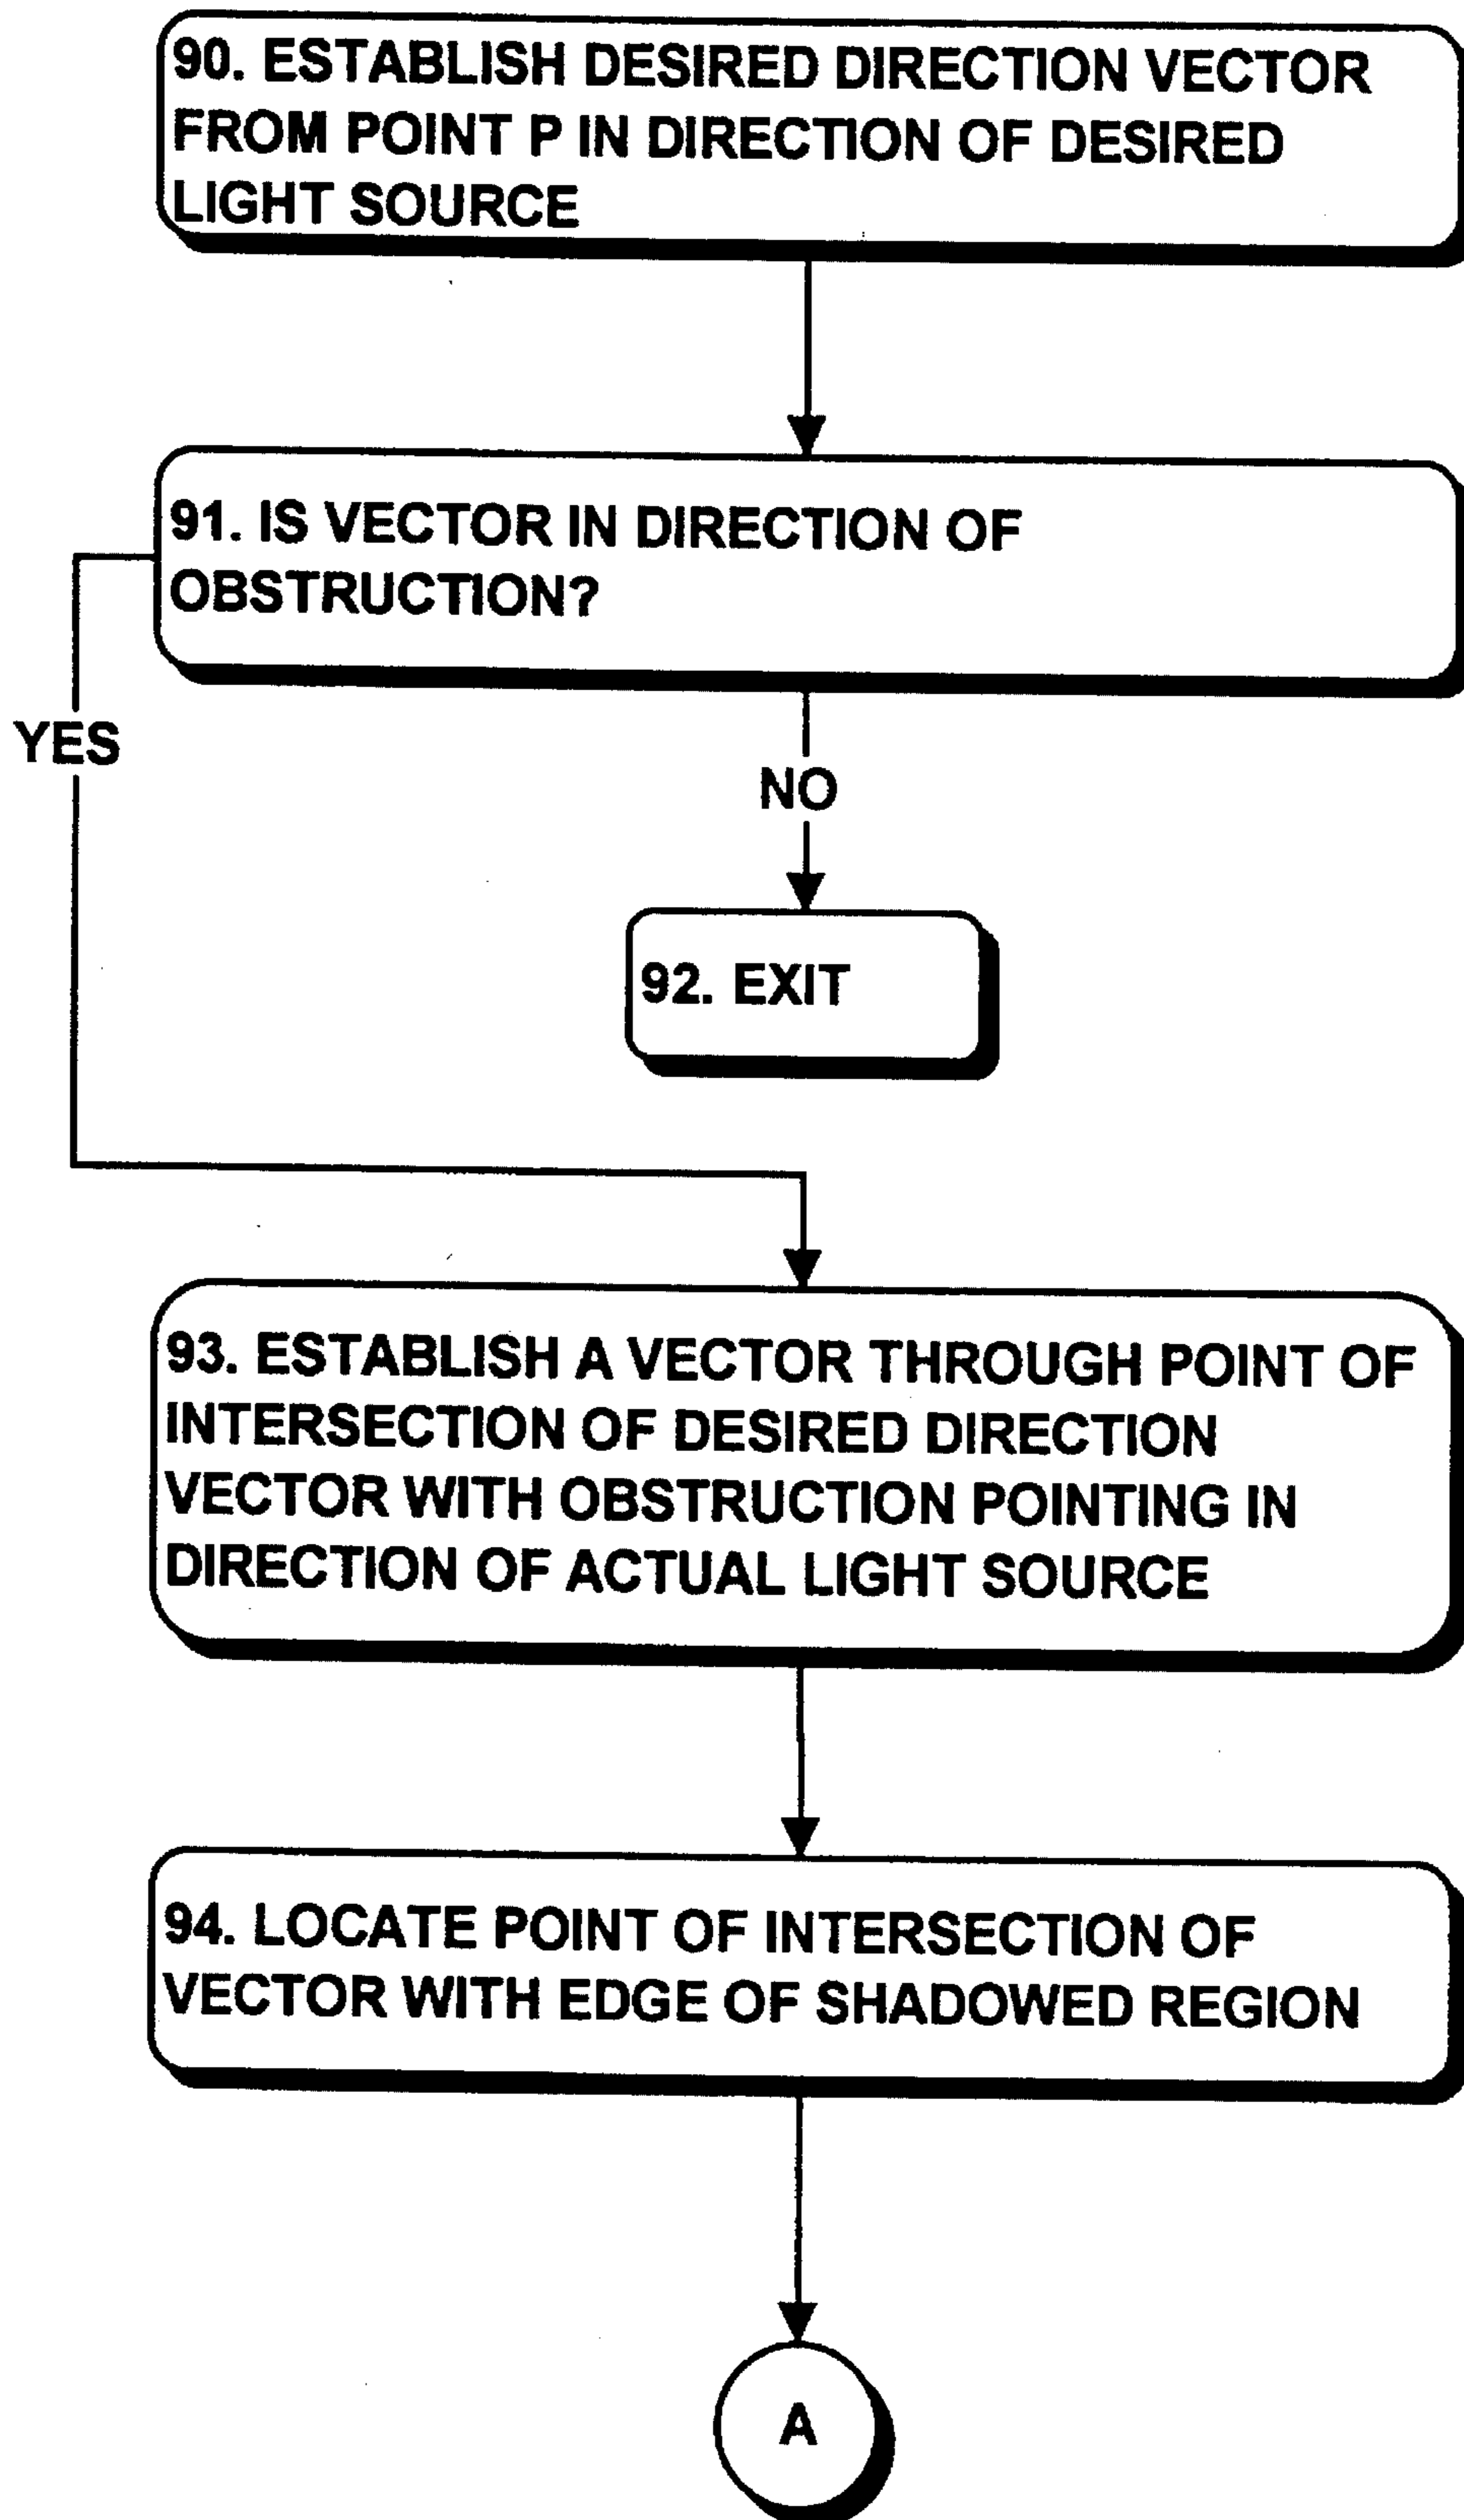 90. ESTABLISH DESIRED DIRECTION VECTOR
FROM POINT P IN DIRECTION OF DESIRED
LIGHT SOURCE
91. IS VECTOR IN DIRECTION OF
OBSTRUCTION?
YES
NO
92. EXIT
93. ESTABLISH A VECTOR THROUGH POINT OF
INTERSECTION OF DESIRED DIRECTION
VECTOR WITH OBSTRUCTION POINTING IN
DIRECTION OF ACTUAL LIGHT SOURCE
94. LOCATE POINT OF INTERSECTION OF
VECTOR WITH EDGE OF SHADOWED REGION
A